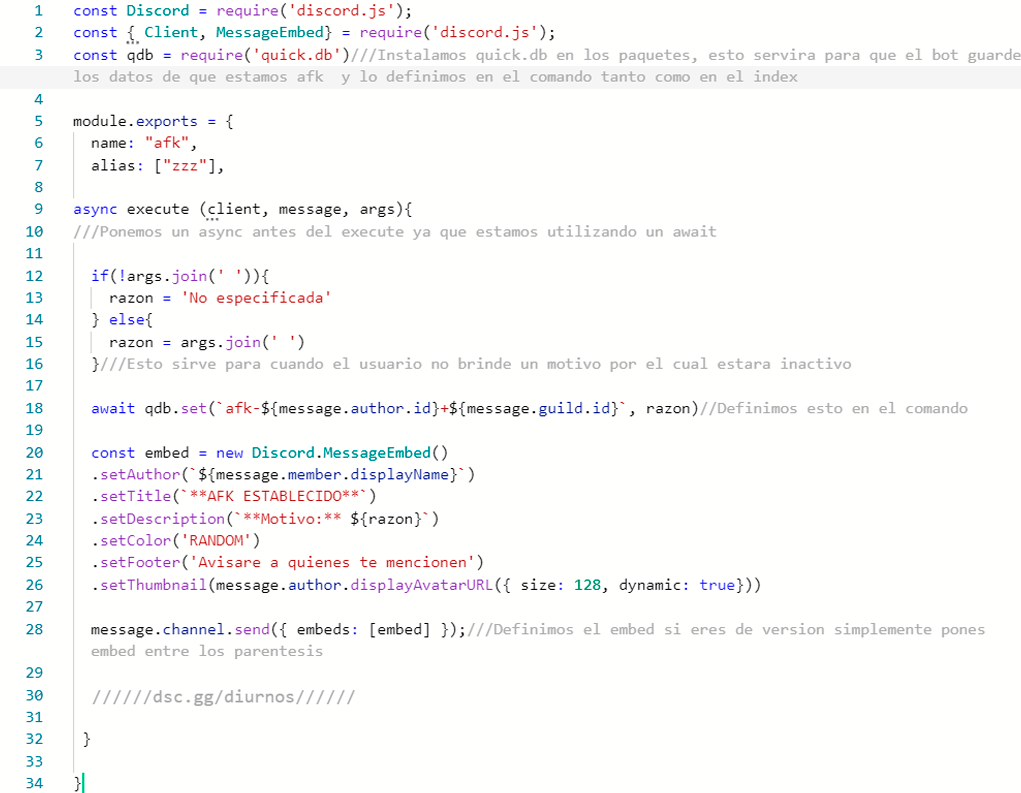 1 const Discord = require('discord.js');
2 const { Client, MessageEmbed} = require('discord.js');
3 const qdb = require('quick.db')///Instalamos quick.db en los paquetes, esto servira para que el bot guarde
los datos de que estamos afk  y lo definimos en el comando tanto como en el index
4
5 module.exports = {
6   name: "afk",
7   alias: ["zzz"],
8
9 async execute (client, message, args){
10 ///Ponemos un async antes del execute ya que estamos utilizando un await
11
12   if(!args.join(' ')){
13     razon = 'No especificada'
14   } else{
15     razon = args.join(' ')
16   }///Esto sirve para cuando el usuario no brinde un motivo por el cual estara inactivo
17
18   await qdb.set(`afk-${message.author.id}+${message.guild.id}`, razon)//Definimos esto en el comando
19
20   const embed = new Discord.MessageEmbed()
21   .setAuthor(`${message.member.displayName}`)
22   .setTitle(`**AFK ESTABLECIDO**`)
23   .setDescription(`**Motivo:** ${razon}`)
24   .setColor('RANDOM')
25   .setFooter('Avisare a quienes te mencionen')
26   .setThumbnail(message.author.displayAvatarURL({ size: 128, dynamic: true}))
27
28   message.channel.send({ embeds: [embed] });///Definimos el embed si eres de version simplemente pones
embed entre los parentesis
29
30   //////dsc.gg/diurnos//////
31
32  }
33
34 }